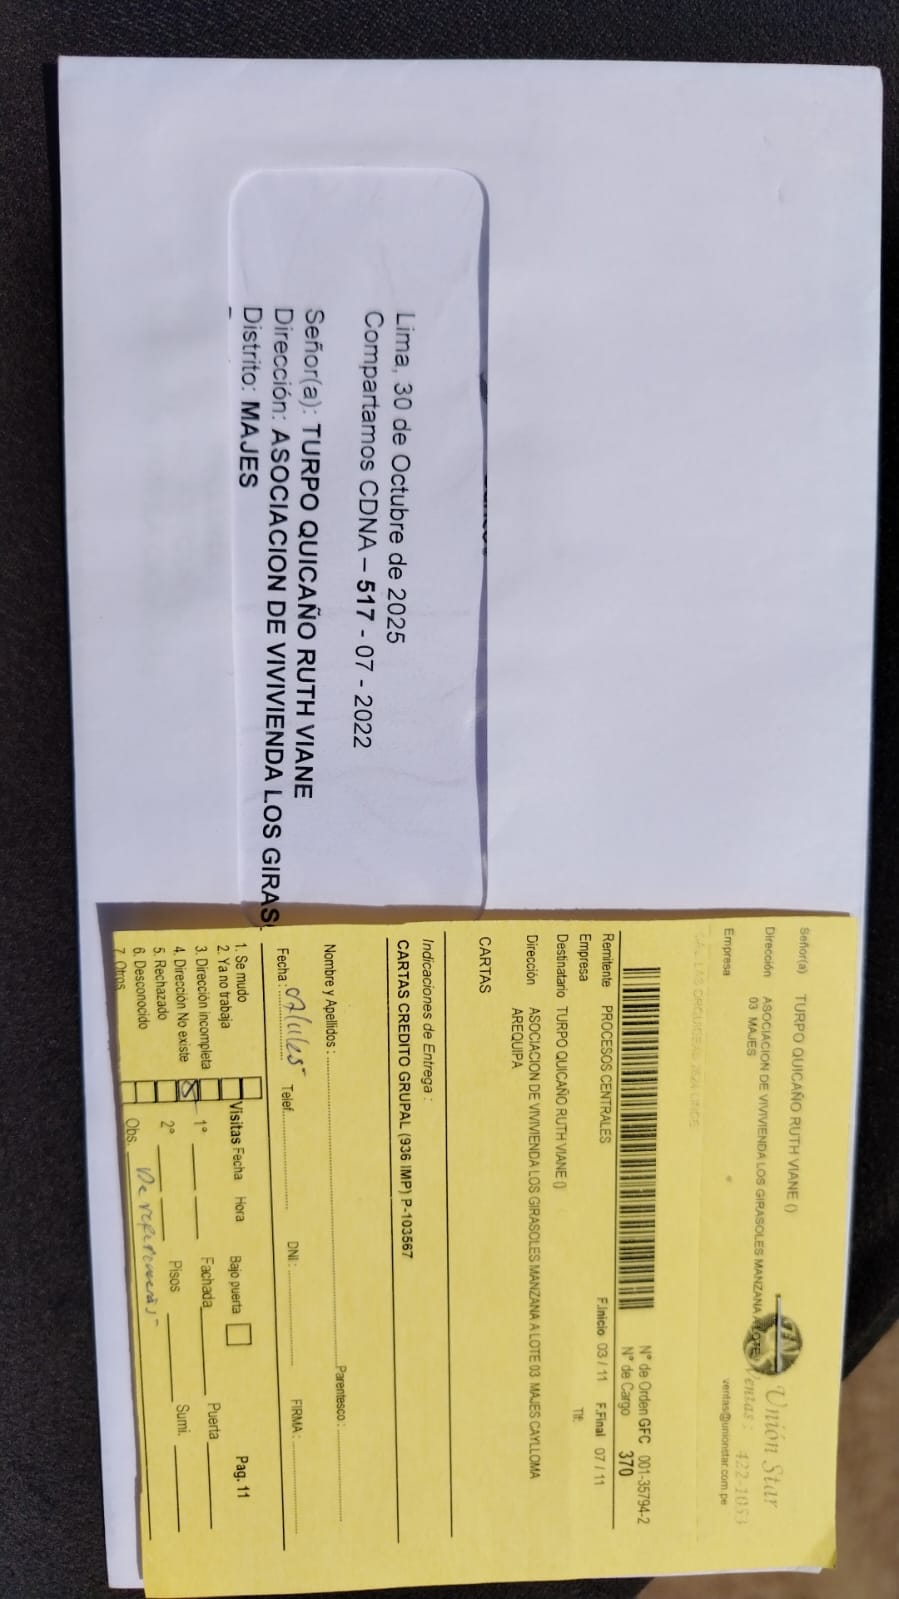 Lima, 30 de Octubre de 2025
Compartamos CDNA – 517 - 07 - 2022
Señor(a): TURPO QUICAÑO RUTH VIANE
Dirección: ASOCIACION DE VIVIVIENDA LOS GIRAS
Distrito: MAJES
Señor(a) TURPO QUICAÑO RUTH VIANE ()
Dirección ASOCIACION DE VIVIVIENDA LOS GIRASOLES MANZANA A LOTE
03 MAJES
Empresa
Unión Star
Ventas: 422-1053
ventas@unionstar.com.pe
N° de Orden GFC 001-35794-2
N° de Cargo 370
Remitente PROCESOS CENTRALES F.Inicio 03 / 11 F.Final 07 / 11
Empresa Tlf:
Destinatario TURPO QUICAÑO RUTH VIANE ()
Dirección ASOCIACION DE VIVIVIENDA LOS GIRASOLES MANZANA A LOTE 03 MAJES CAYLLOMA
AREQUIPA
CARTAS
Indicaciones de Entrega :
CARTAS CREDITO GRUPAL (936 IMP) P-103567
Nombre y Apellidos : Parentesco :
Fecha : 07/11/25 Telef. DNI : FIRMA :
1. Se mudo Visitas Fecha Hora Bajo puerta Pag. 11
2. Ya no trabaja
3. Dirección incompleta 1° Fachada Puerta
4. Dirección No existe 2° Pisos Sumi.
5. Rechazado
6. Desconocido Obs.
7. Otros